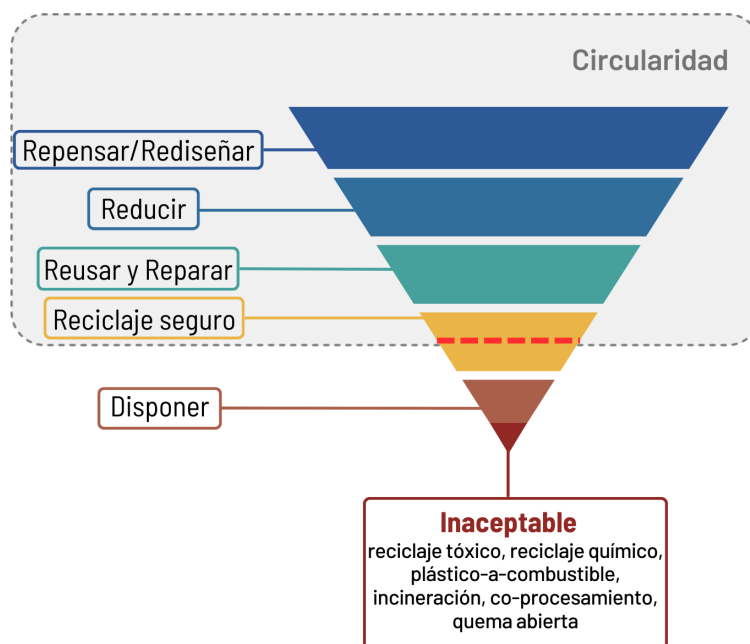 Circularidad
Repensar/Rediseñar
Reducir
Reusar y Reparar
Reciclaje seguro
Disponer
Inaceptable
reciclaje tóxico, reciclaje químico,
plástico-a-combustible,
incineración, co-procesamiento,
quema abierta